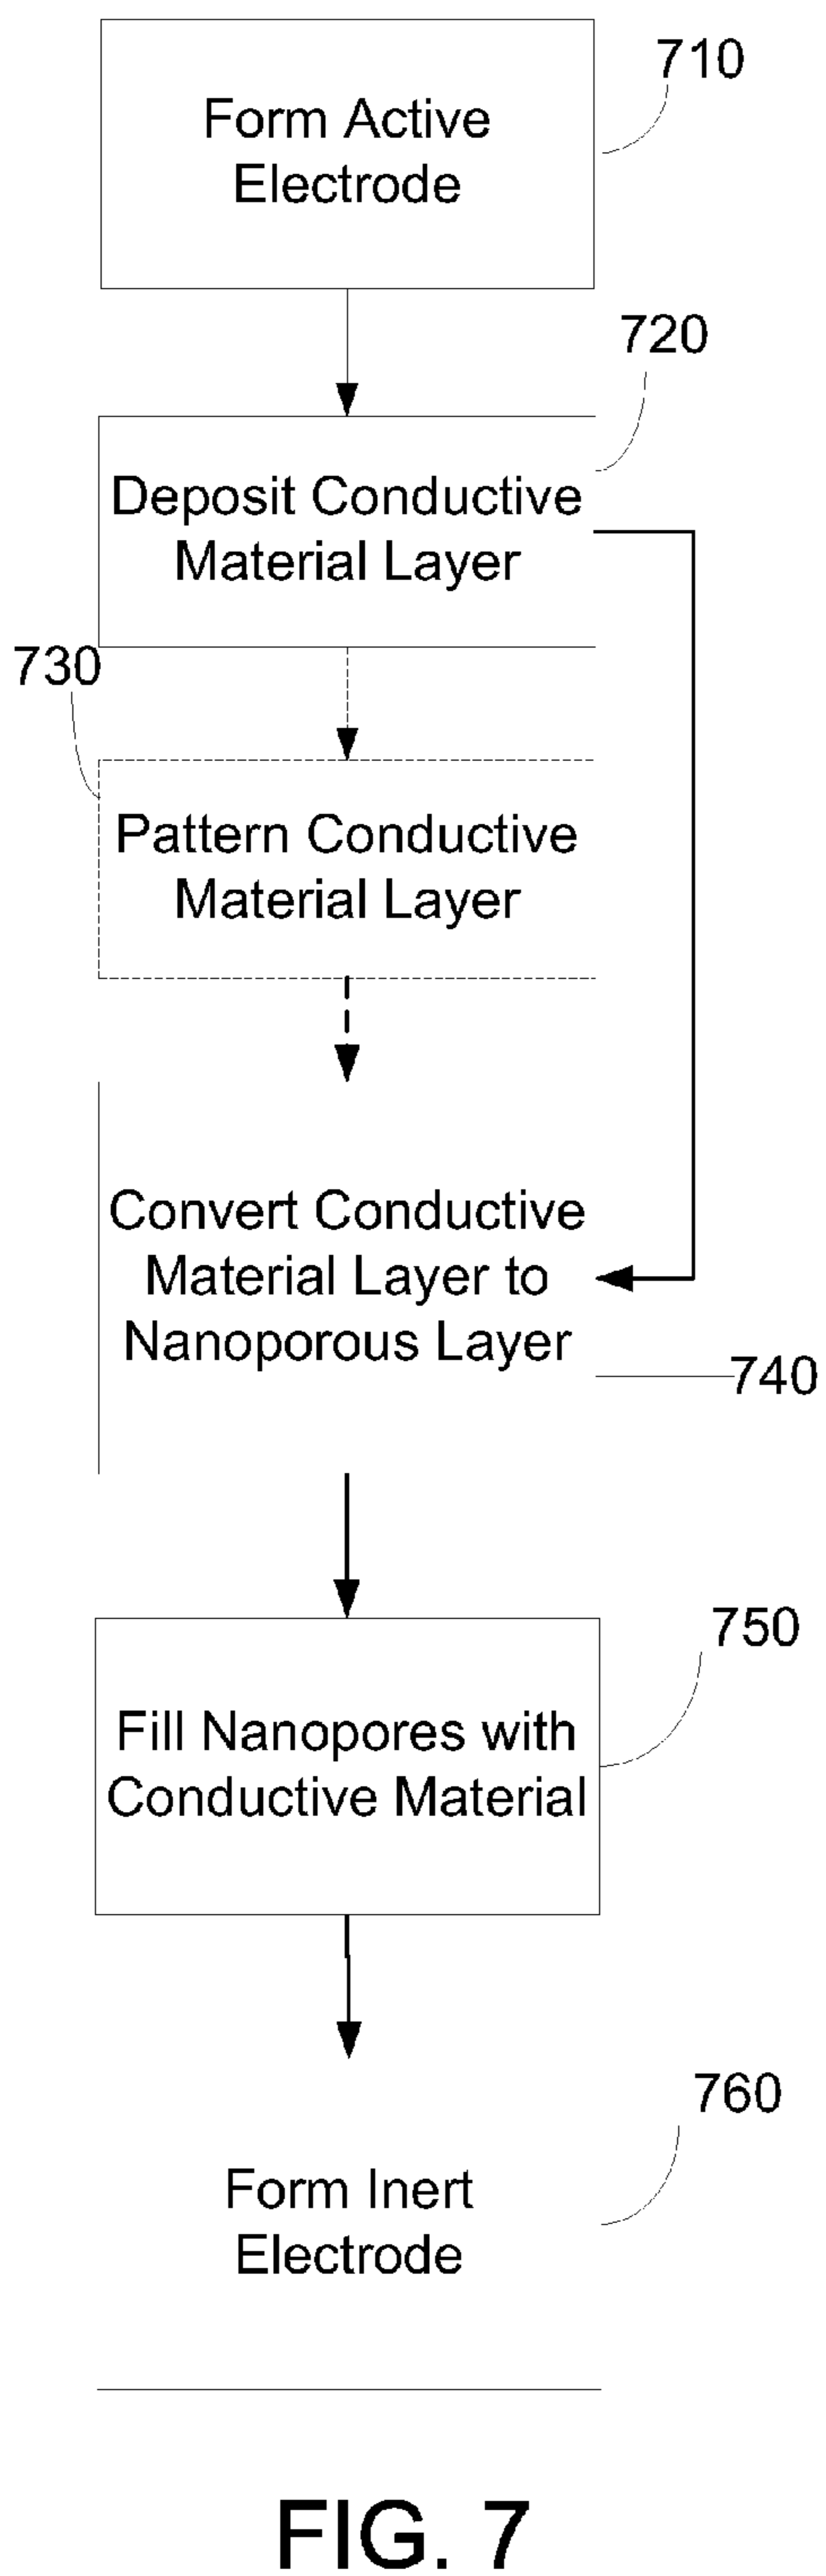 Form Active
Electrode
710
Deposit Conductive
Material Layer
720
730
Pattern Conductive
Material Layer
Convert Conductive
Material Layer to
Nanoporous Layer
740
Fill Nanopores with
Conductive Material
750
Form Inert
Electrode
760
FIG. 7